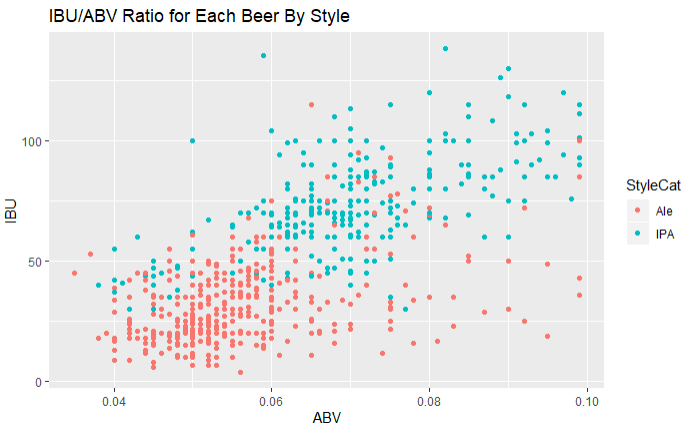 IBU/ABV Ratio for Each Beer By Style
IBU
100
50
0
0.04
0.06
0.08
0.10
ABV
StyleCat
Ale
IPA